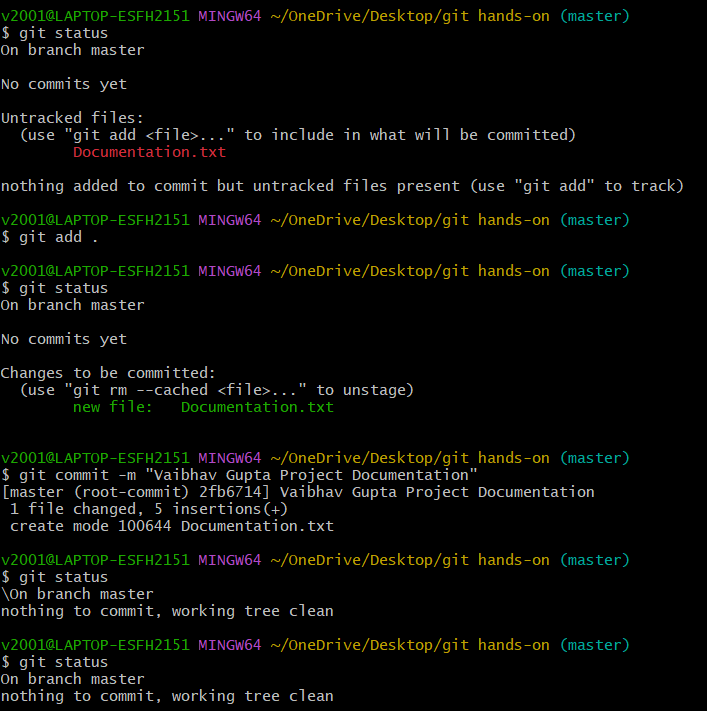 v2001@LAPTOP-ESFH2151 MINGW64 ~/OneDrive/Desktop/git hands-on (master)
$ git status
On branch master
No commits yet
Untracked files:
  (use "git add <file>..." to include in what will be committed)
        Documentation.txt
nothing added to commit but untracked files present (use "git add" to track)
v2001@LAPTOP-ESFH2151 MINGW64 ~/OneDrive/Desktop/git hands-on (master)
$ git add .
v2001@LAPTOP-ESFH2151 MINGW64 ~/OneDrive/Desktop/git hands-on (master)
$ git status
On branch master
No commits yet
Changes to be committed:
  (use "git rm --cached <file>..." to unstage)
        new file:   Documentation.txt
v2001@LAPTOP-ESFH2151 MINGW64 ~/OneDrive/Desktop/git hands-on (master)
$ git commit -m "Vaibhav Gupta Project Documentation"
[master (root-commit) 2fb6714] Vaibhav Gupta Project Documentation
 1 file changed, 5 insertions(+)
 create mode 100644 Documentation.txt
v2001@LAPTOP-ESFH2151 MINGW64 ~/OneDrive/Desktop/git hands-on (master)
$ git status
\On branch master
nothing to commit, working tree clean
v2001@LAPTOP-ESFH2151 MINGW64 ~/OneDrive/Desktop/git hands-on (master)
$ git status
On branch master
nothing to commit, working tree clean